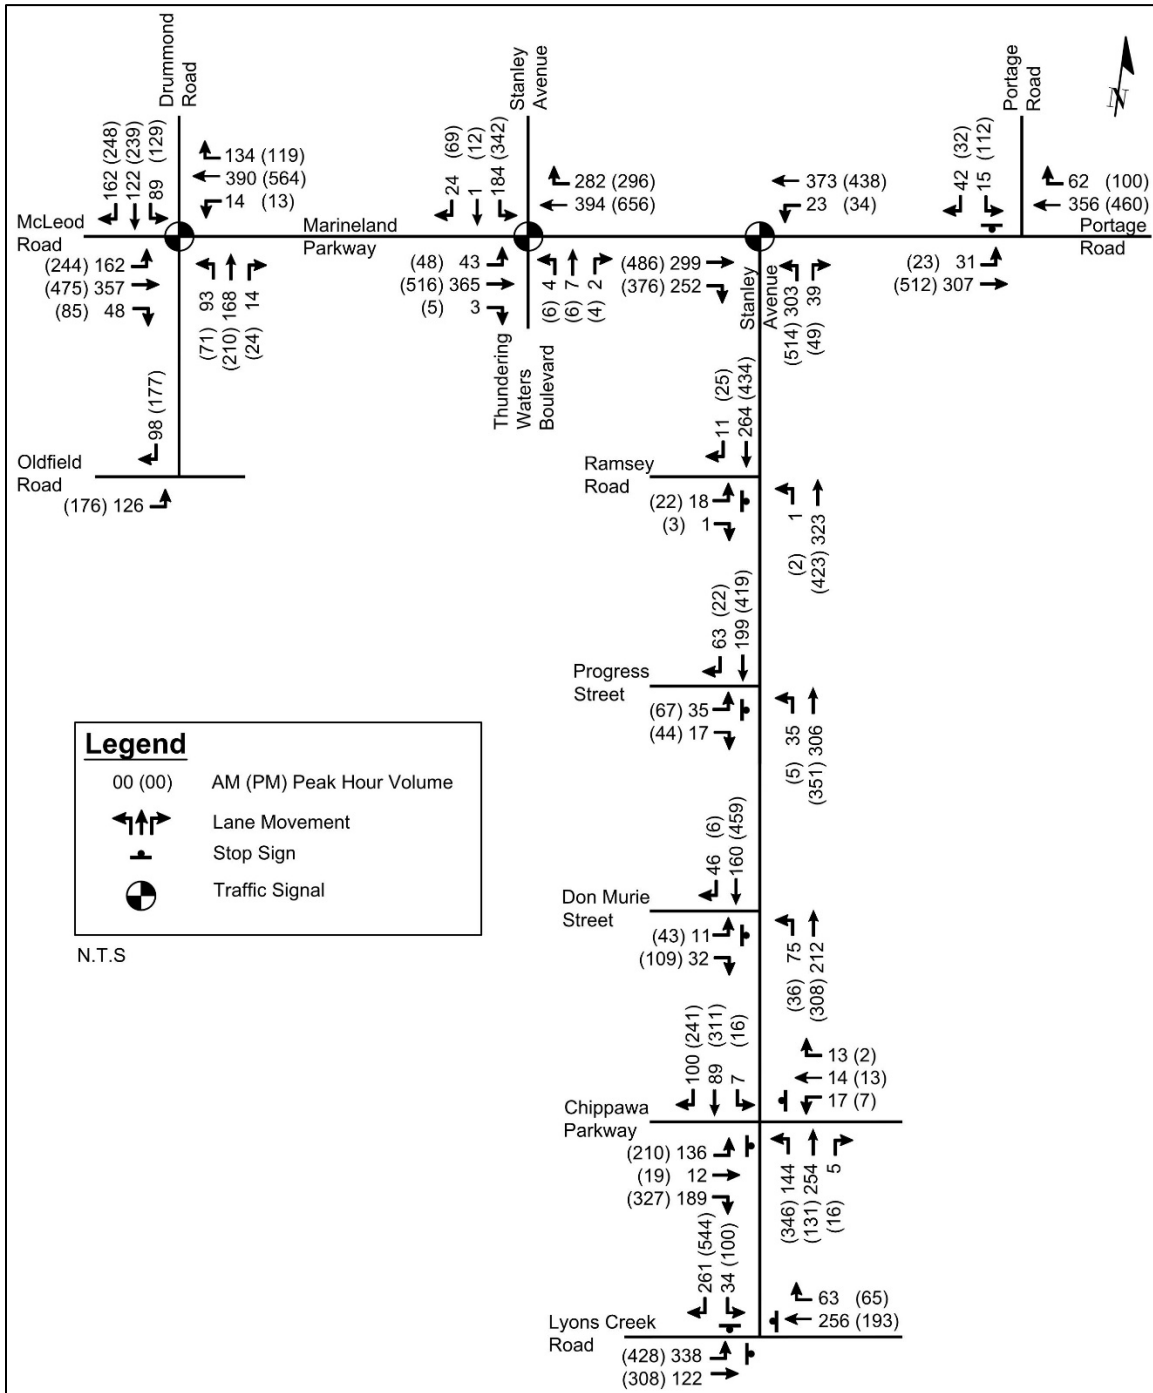 Drummond
Road
Stanley
Avenue
Portage
Road
N
162 (248)
122 (239)
89 (129)
134 (119)
390 (564)
14 (13)
24 (69)
1 (12)
184 (342)
282 (296)
394 (656)
373 (438)
23 (34)
42 (32)
15 (112)
62 (100)
356 (460)
McLeod
Road
Marineland
Parkway
Portage
Road
(244) 162
(475) 357
(85) 48
(71) 93
(210) 168
(24) 14
(48) 43
(516) 365
(5) 3
(6) 4
(6) 7
(4) 2
(486) 299
(376) 252
Stanley
Avenue
(514) 303
(49) 39
(23) 31
(512) 307
Thundering
Waters
Boulevard
98 (177)
Oldfield
Road
(176) 126
11 (25)
264 (434)
Ramsey
Road
(22) 18
(3) 1
(2) 1
(423) 323
63 (22)
199 (419)
Progress
Street
(67) 35
(44) 17
(5) 35
(351) 306
Legend
00 (00) AM (PM) Peak Hour Volume
Lane Movement
Stop Sign
Traffic Signal
N.T.S
46 (6)
160 (459)
Don Murie
Street
(43) 11
(109) 32
(36) 75
(308) 212
100 (241)
89 (311)
7 (16)
13 (2)
14 (13)
17 (7)
Chippawa
Parkway
(210) 136
(19) 12
(327) 189
(346) 144
(131) 254
(16) 5
261 (544)
34 (100)
63 (65)
256 (193)
Lyons Creek
Road
(428) 338
(308) 122